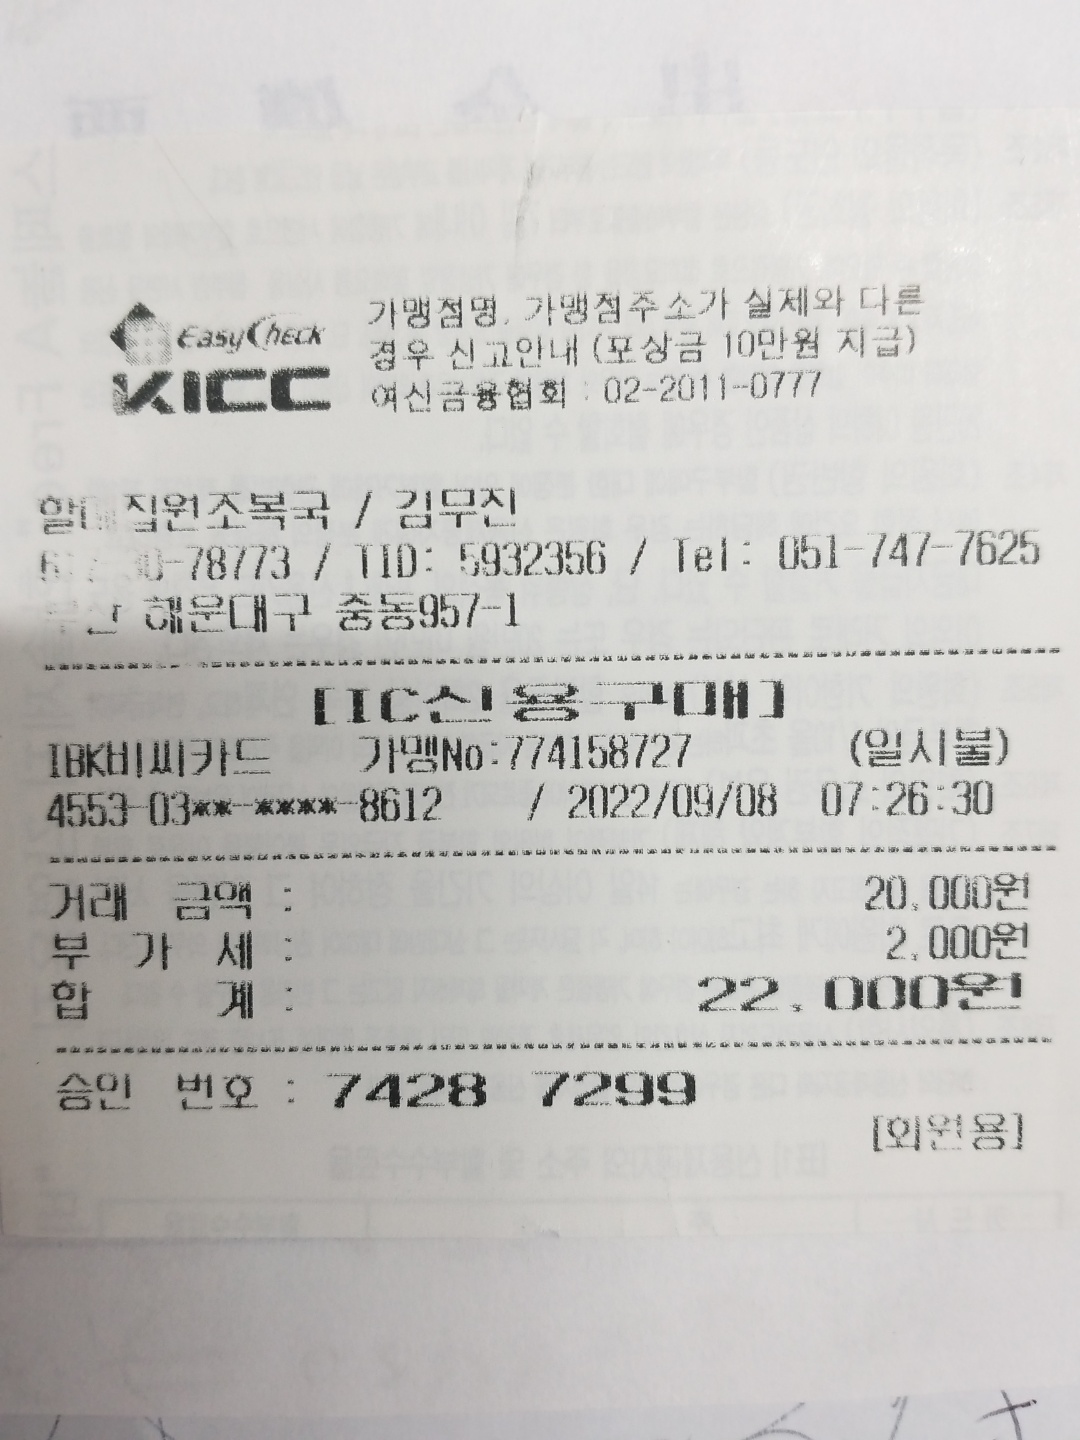 EasyCheck
KICC
가맹점명, 가맹점주소가 실제와 다른
경우 신고안내 (포상금 10만원 지급)
여신금융협회 : 02-2011-0777
할매집원조복국 / 김무진
-78773 / TID: 5932356 / Tel: 051-747-7625
부산 해운대구 중동957-1
[IC신용구매]
IBK비씨카드 가맹No:774158727 (일시불)
4553-03**-****-8612 / 2022/09/08 07:26:30
거래 금액 : 20,000원
부 가 세 : 2,000원
합 계 : 22,000원
승인 번호 : 7428 7299
[회원용]